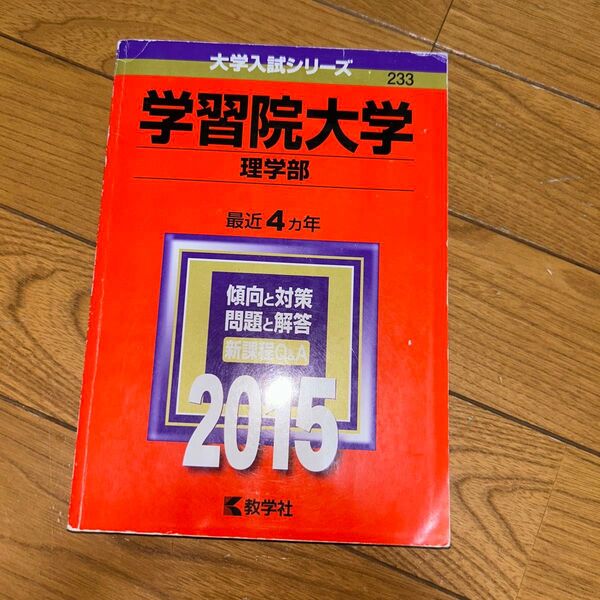 大学入試シリーズ
233
学習院大学
理学部
最近4カ年
傾向と対策
問題と解答
新課程Q&A
2015
教学社